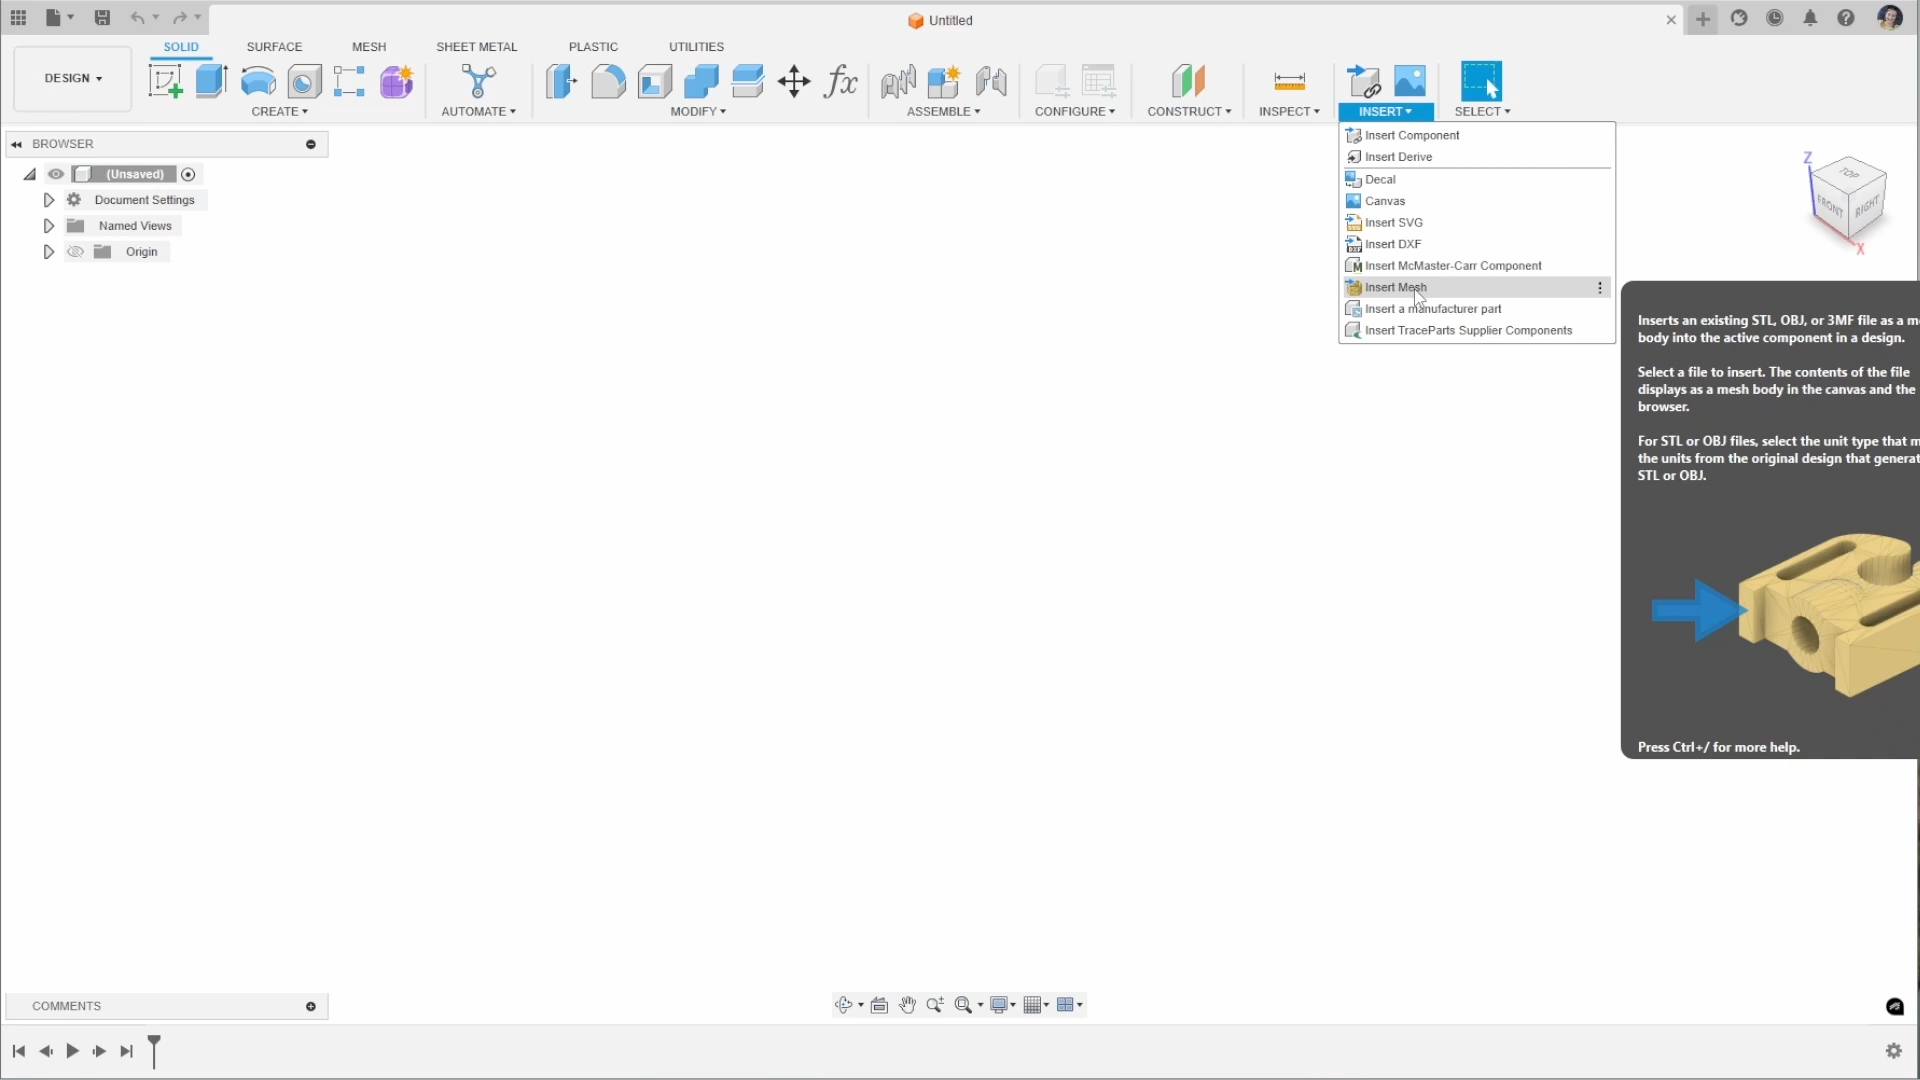 Untitled
SOLID
SURFACE
MESH
SHEET METAL
PLASTIC
UTILITIES
DESIGN
CREATE
AUTOMATE
fx
MODIFY
ASSEMBLE
CONFIGURE
CONSTRUCT
INSPECT
INSERT
SELECT
BROWSER
(Unsaved)
Document Settings
Named Views
Origin
Insert Component
Insert Derive
Decal
Canvas
Insert SVG
Insert DXF
Insert McMaster-Carr Component
Insert Mesh
Insert a manufacturer part
Insert TraceParts Supplier Components
Z
TOP
FRONT
RIGHT
X
Inserts an existing STL, OBJ, or 3MF file as a m
body into the active component in a design.
Select a file to insert. The contents of the file
displays as a mesh body in the canvas and the
browser.
For STL or OBJ files, select the unit type that m
the units from the original design that generat
STL or OBJ.
Press Ctrl+/ for more help.
COMMENTS